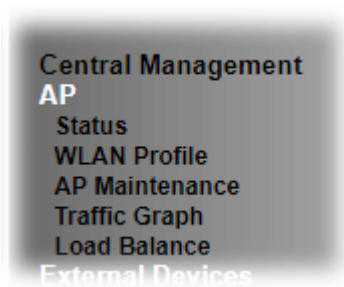 Central Management
AP
Status
WLAN Profile
AP Maintenance
Traffic Graph
Load Balance
External Devices